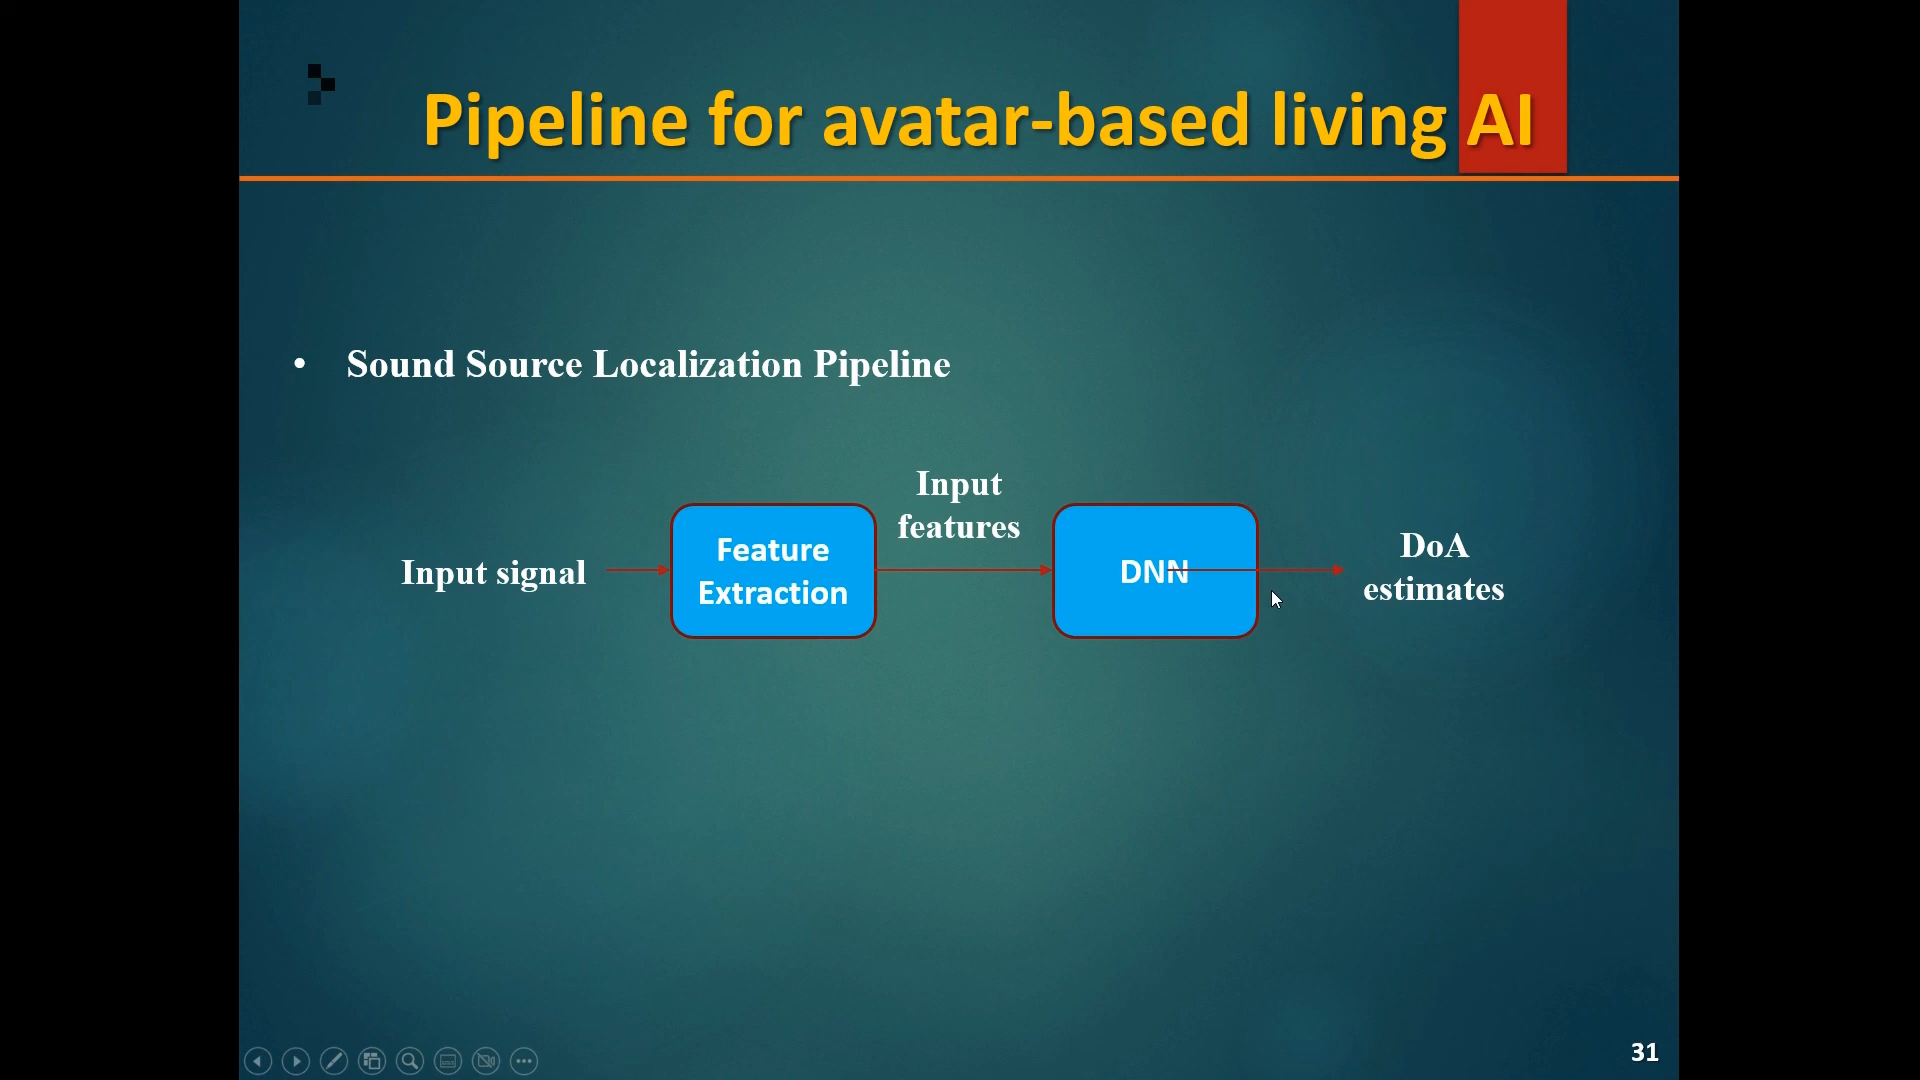 Pipeline for avatar-based living AI
• Sound Source Localization Pipeline
Input signal
Feature
Extraction
Input
features
DNN
DoA
estimates
31